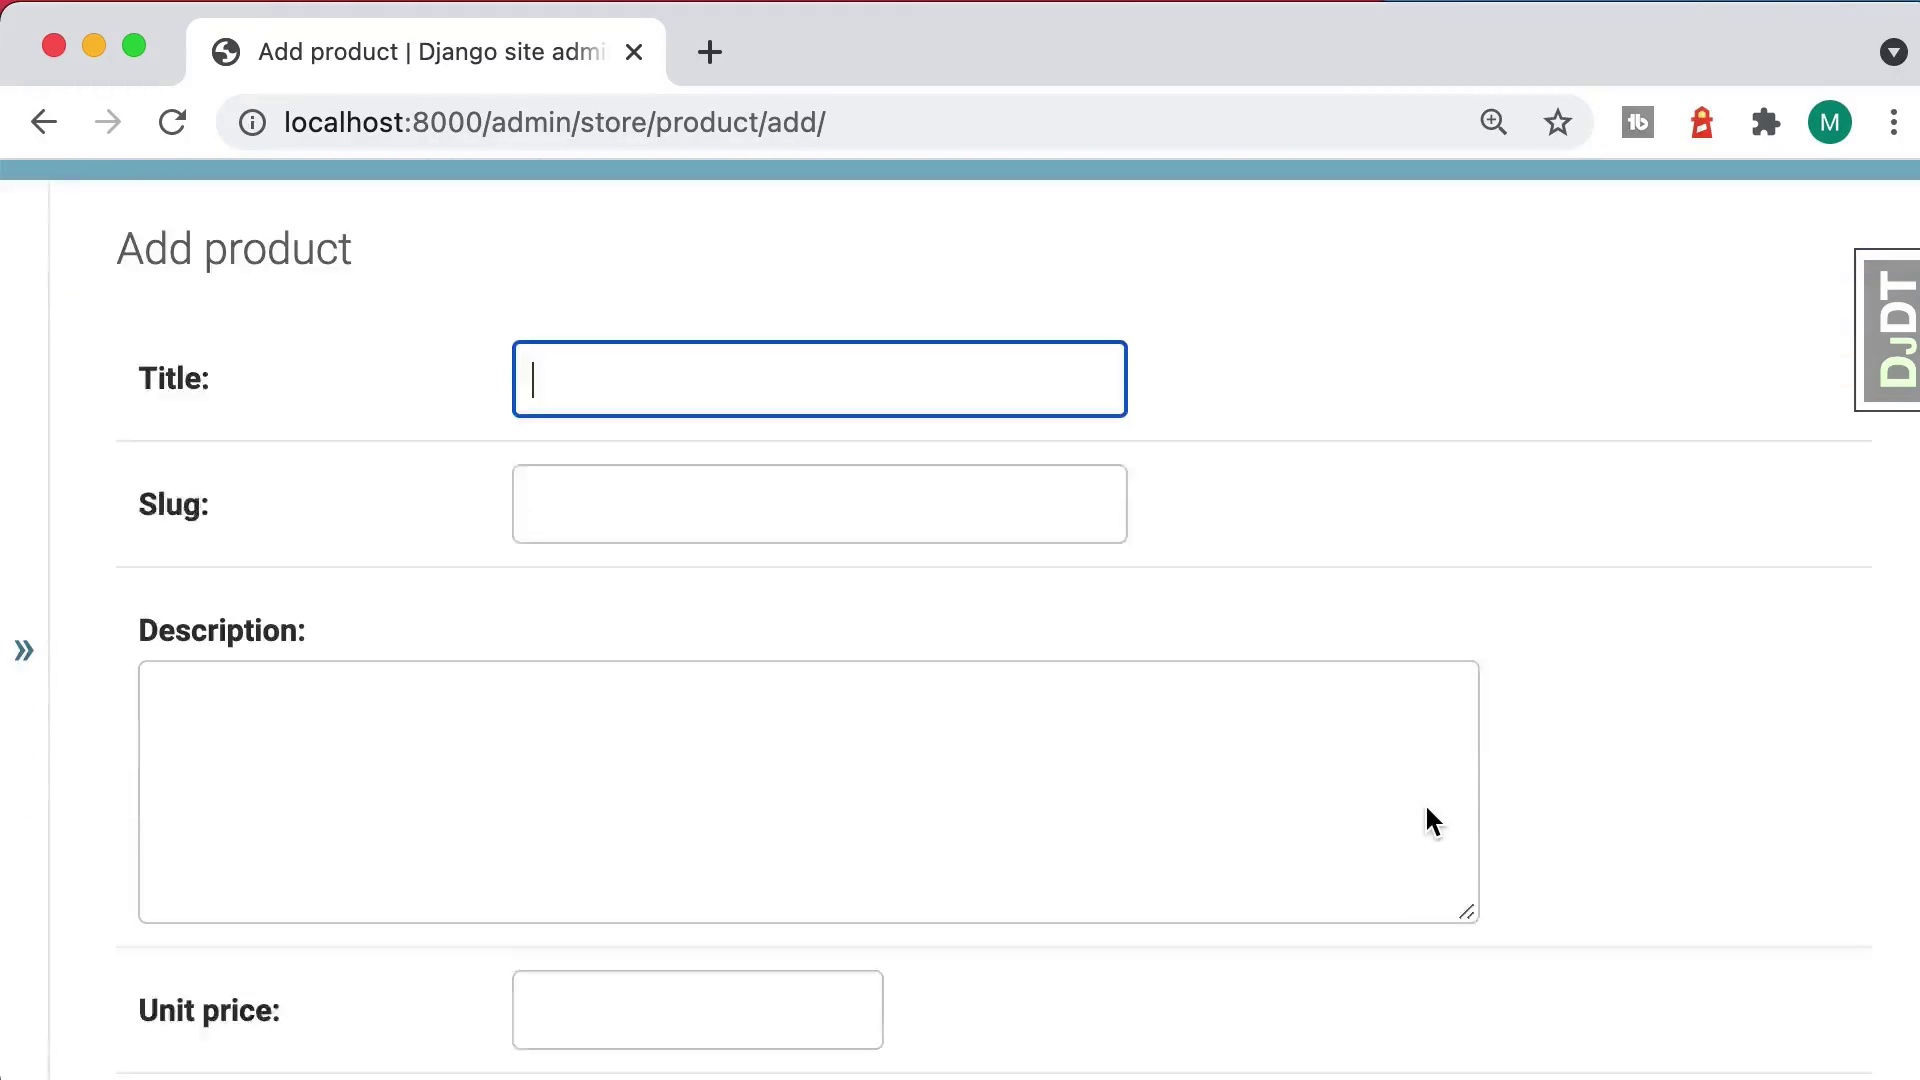 Add product | Django site admi
localhost:8000/admin/store/product/add/
M
Add product
DJDT
Title:
Slug:
Description:
»
Unit price: